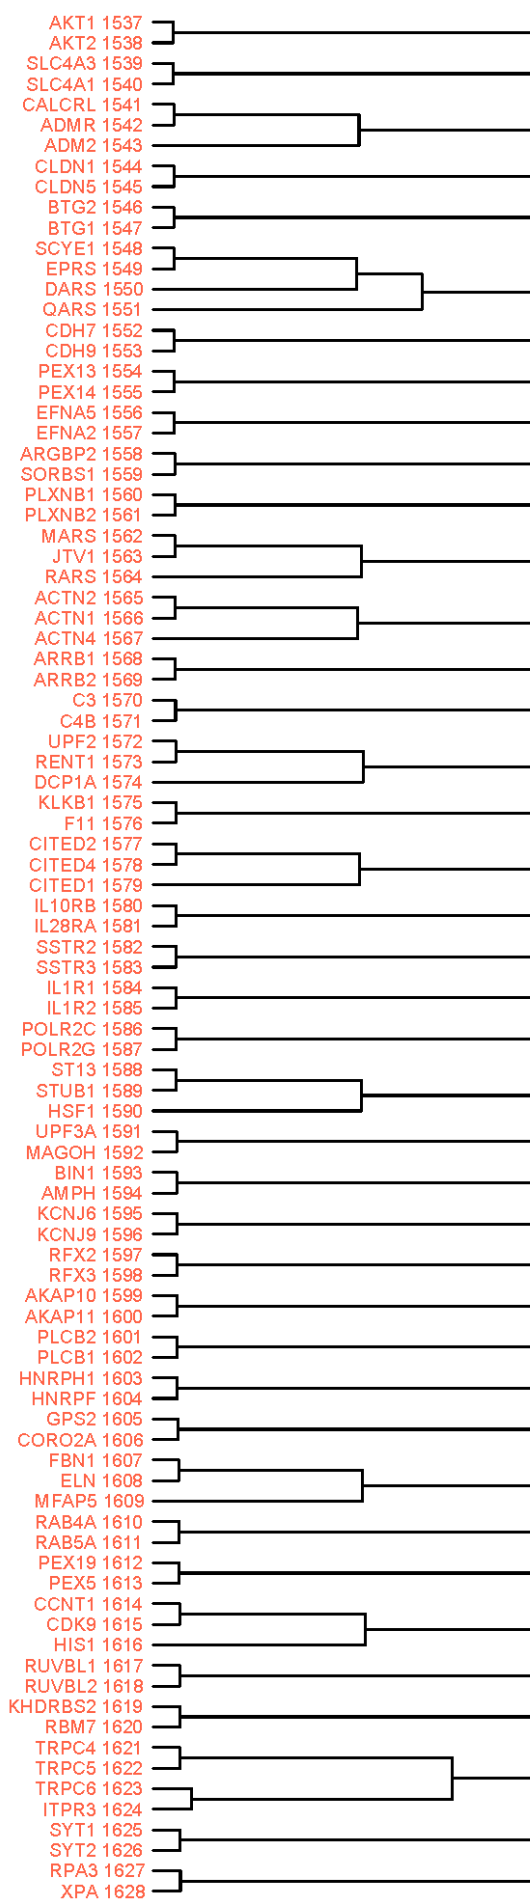 AKT1 1537
AKT2 1538
SLC4A3 1539
SLC4A1 1540
CALCRL 1541
ADMR 1542
ADM2 1543
CLDN1 1544
CLDN5 1545
BTG2 1546
BTG1 1547
SCYE1 1548
EPRS 1549
DARS 1550
QARS 1551
CDH7 1552
CDH9 1553
PEX13 1554
PEX14 1555
EFNA5 1556
EFNA2 1557
ARGBP2 1558
SORBS1 1559
PLXNB1 1560
PLXNB2 1561
MARS 1562
JTV1 1563
RARS 1564
ACTN2 1565
ACTN1 1566
ACTN4 1567
ARRB1 1568
ARRB2 1569
C3 1570
C4B 1571
UPF2 1572
RENT1 1573
DCP1A 1574
KLKB1 1575
F11 1576
CITED2 1577
CITED4 1578
CITED1 1579
IL10RB 1580
IL28RA 1581
SSTR2 1582
SSTR3 1583
IL1R1 1584
IL1R2 1585
POLR2C 1586
POLR2G 1587
ST13 1588
STUB1 1589
HSF1 1590
UPF3A 1591
MAGOH 1592
BIN1 1593
AMPH 1594
KCNJ6 1595
KCNJ9 1596
RFX2 1597
RFX3 1598
AKAP10 1599
AKAP11 1600
PLCB2 1601
PLCB1 1602
HNRPH1 1603
HNRPF 1604
GPS2 1605
CORO2A 1606
FBN1 1607
ELN 1608
MFAP5 1609
RAB4A 1610
RAB5A 1611
PEX19 1612
PEX5 1613
CCNT1 1614
CDK9 1615
HIS1 1616
RUVBL1 1617
RUVBL2 1618
KHDRBS2 1619
RBM7 1620
TRPC4 1621
TRPC5 1622
TRPC6 1623
ITPR3 1624
SYT1 1625
SYT2 1626
RPA3 1627
XPA 1628